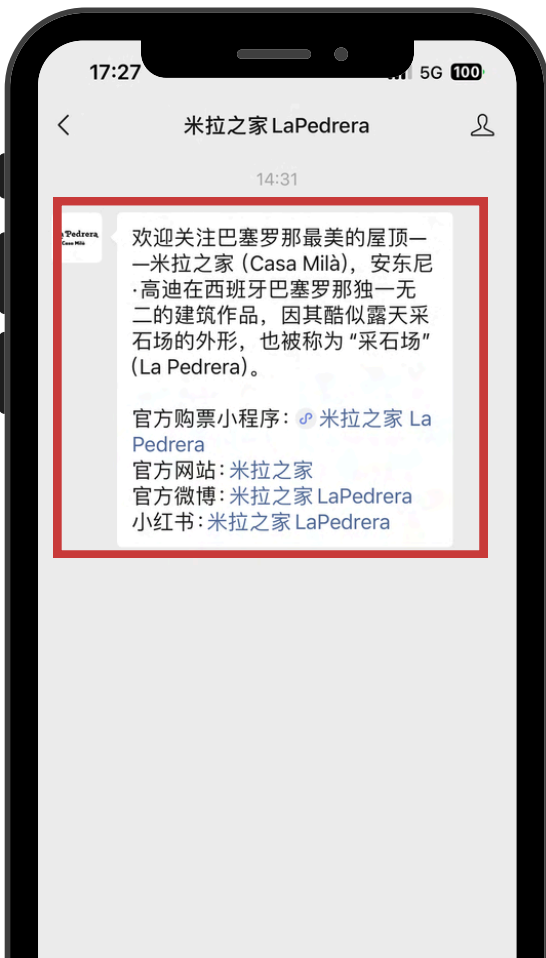 17:27
5G 100
米拉之家 LaPedrera
14:31
Pedrera
Casa Milà
欢迎关注巴塞罗那最美的屋顶—
—米拉之家 (Casa Milà)，安东尼
·高迪在西班牙巴塞罗那独一无
二的建筑作品，因其酷似露天采
石场的外形，也被称为 “采石场”
(La Pedrera)。
官方购票小程序：米拉之家 La
Pedrera
官方网站：米拉之家
官方微博：米拉之家 LaPedrera
小红书：米拉之家 LaPedrera